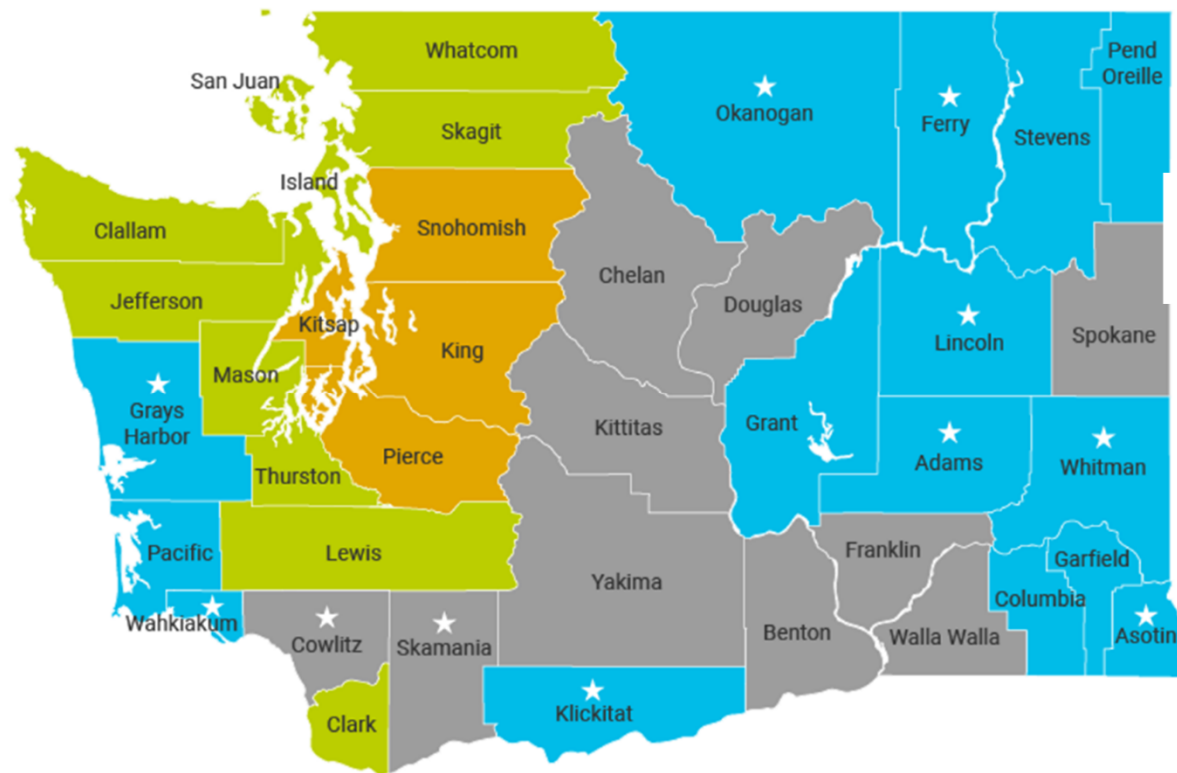 Whatcom
Pend
Oreille
San Juan
Okanogan
Ferry
Stevens
Skagit
Island
Snohomish
Clallam
Chelan
Jefferson
Douglas
Kitsap
King
Lincoln
Spokane
Mason
Grays
Harbor
Kittitas
Grant
Pierce
Adams
Whitman
Thurston
Pacific
Lewis
Franklin
Garfield
Yakima
Columbia
Wahkiakum
Cowlitz
Skamania
Benton
Walla Walla
Asotin
Klickitat
Clark